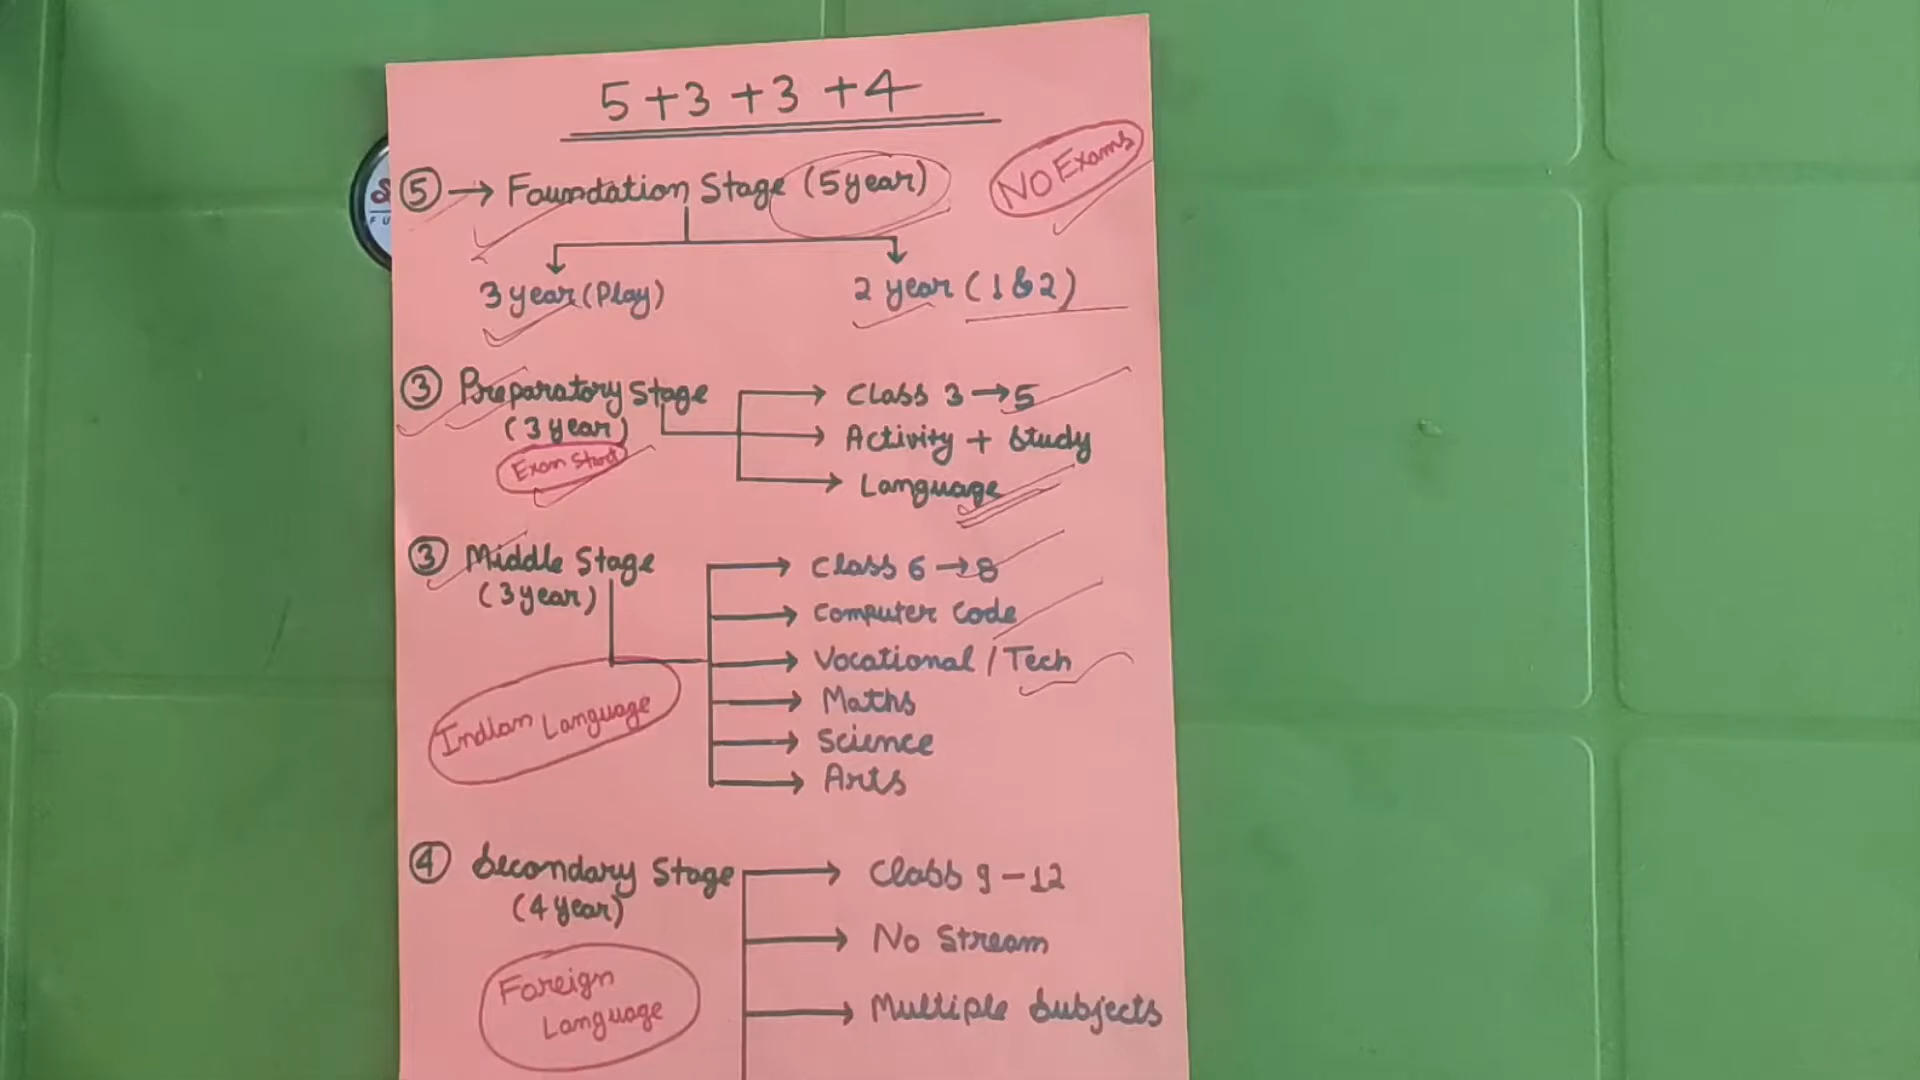 5+3+3+4
⑤ → Foundation Stage (5 year)
NO Exams
3 year (Play)
2 year (1 & 2)
③ Preparatory Stage
(3 year)
Exam Start
Class 3 → 5
Activity + Study
Language
③ Middle Stage
(3 year)
Indian Language
Class 6 → 8
Computer Code
Vocational / Tech
Maths
Science
Arts
④ Secondary Stage
(4 year)
Foreign
Language
Class 9 - 12
No Stream
Multiple Subjects